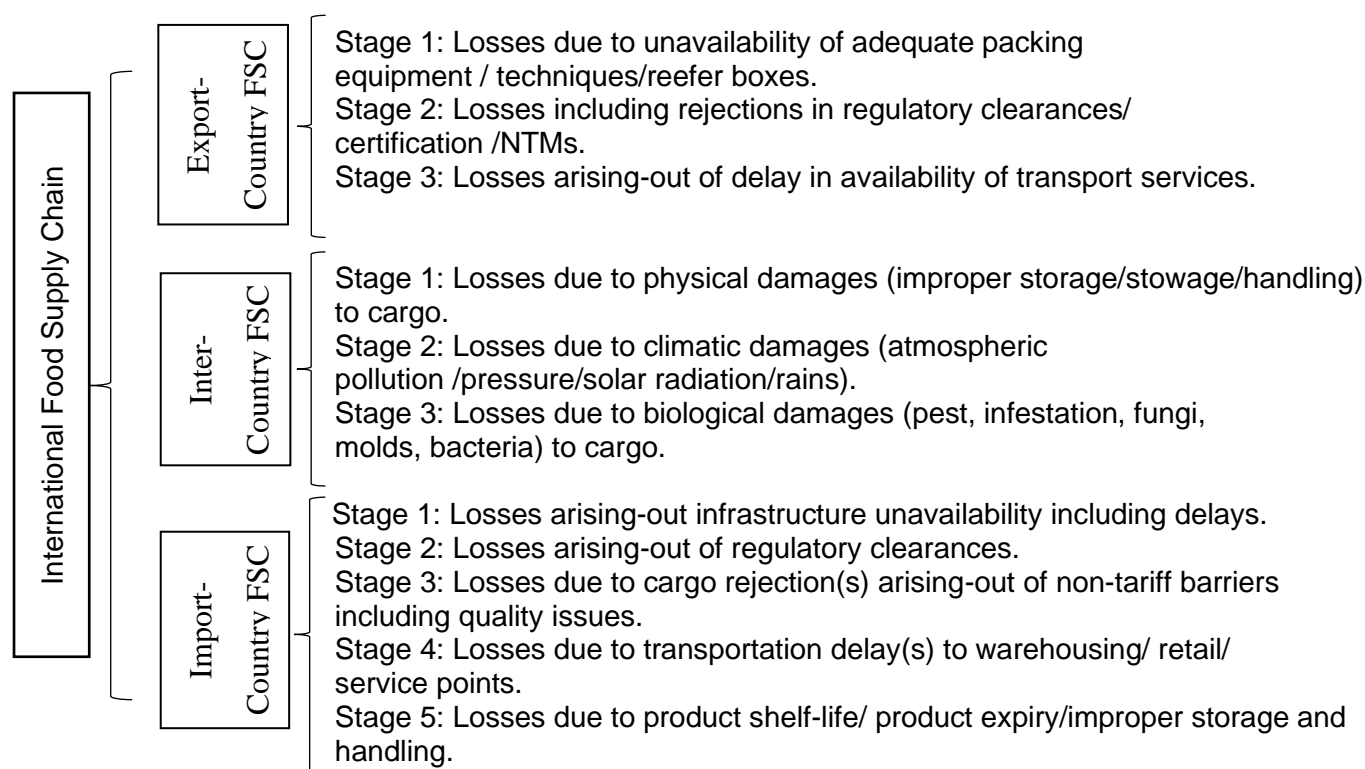 International Food Supply Chain
Export-
Country FSC
Stage 1: Losses due to unavailability of adequate packing
equipment / techniques/reefer boxes.
Stage 2: Losses including rejections in regulatory clearances/
certification /NTMs.
Stage 3: Losses arising-out of delay in availability of transport services.
Inter-
Country FSC
Stage 1: Losses due to physical damages (improper storage/stowage/handling)
to cargo.
Stage 2: Losses due to climatic damages (atmospheric
pollution /pressure/solar radiation/rains).
Stage 3: Losses due to biological damages (pest, infestation, fungi,
molds, bacteria) to cargo.
Import-
Country FSC
Stage 1: Losses arising-out infrastructure unavailability including delays.
Stage 2: Losses arising-out of regulatory clearances.
Stage 3: Losses due to cargo rejection(s) arising-out of non-tariff barriers
including quality issues.
Stage 4: Losses due to transportation delay(s) to warehousing/ retail/
service points.
Stage 5: Losses due to product shelf-life/ product expiry/improper storage and
handling.